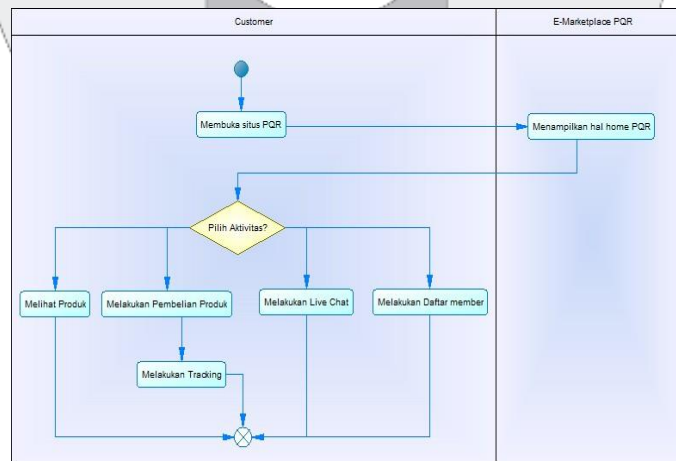 Customer
E-Marketplace PQR
Membuka situs PQR
Menampilkan hal home PQR
Pilih Aktivitas?
Melihat Produk
Melakukan Pembelian Produk
Melakukan Live Chat
Melakukan Daftar member
Melakukan Tracking